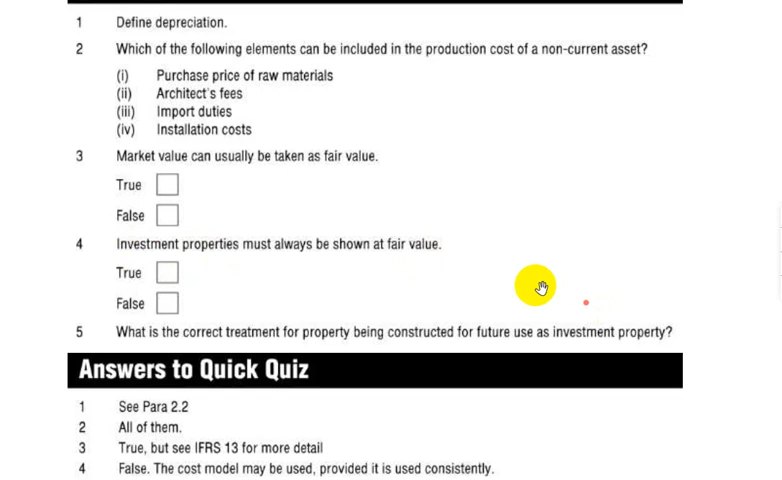 1 Define depreciation.
2 Which of the following elements can be included in the production cost of a non-current asset?
(i) Purchase price of raw materials
(ii) Architect's fees
(iii) Import duties
(iv) Installation costs
3 Market value can usually be taken as fair value.
True
False
4 Investment properties must always be shown at fair value.
True
False
5 What is the correct treatment for property being constructed for future use as investment property?
Answers to Quick Quiz
1 See Para 2.2
2 All of them.
3 True, but see IFRS 13 for more detail
4 False. The cost model may be used, provided it is used consistently.